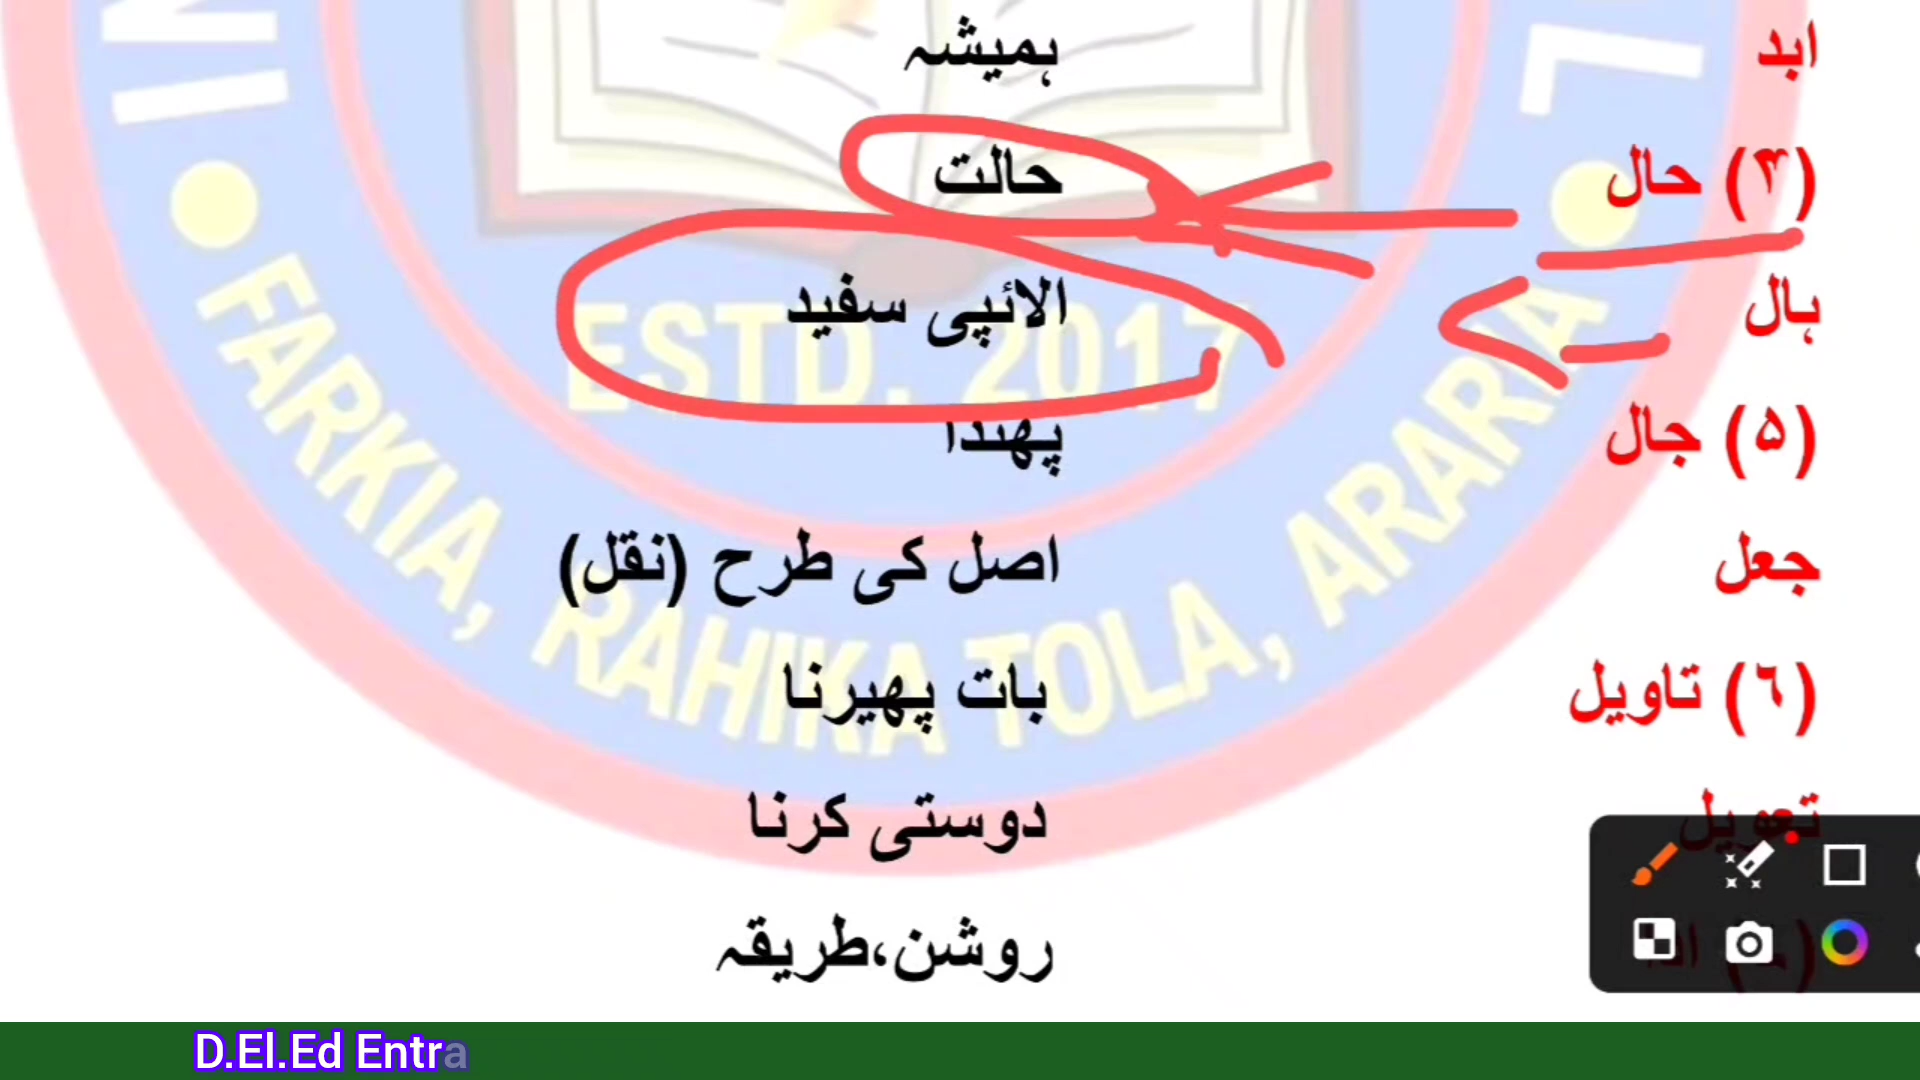 ابد ہمیشہ
(۴) حال حالت
ہال الائپی سفید
(۵) جال پھندا
جعل اصل کی طرح (نقل)
(٦) تاویل بات پھیرنا
تعویل دوستی کرنا
روشن،طریقہ
ESTD. 2017
FARKIA, RAHIKA TOLA, ARARIA
D.El.Ed Entra